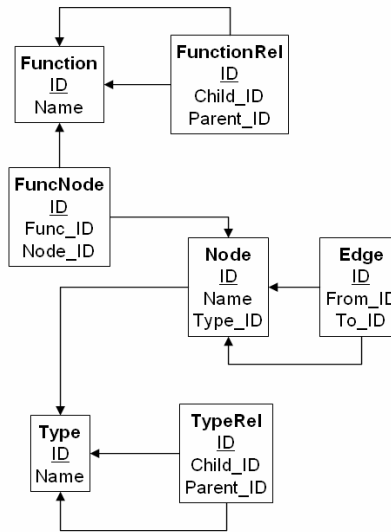 Function
ID
Name
FunctionRel
ID
Child_ID
Parent_ID
FuncNode
ID
Func_ID
Node_ID
Node
ID
Name
Type_ID
Edge
ID
From_ID
To_ID
Type
ID
Name
TypeRel
ID
Child_ID
Parent_ID